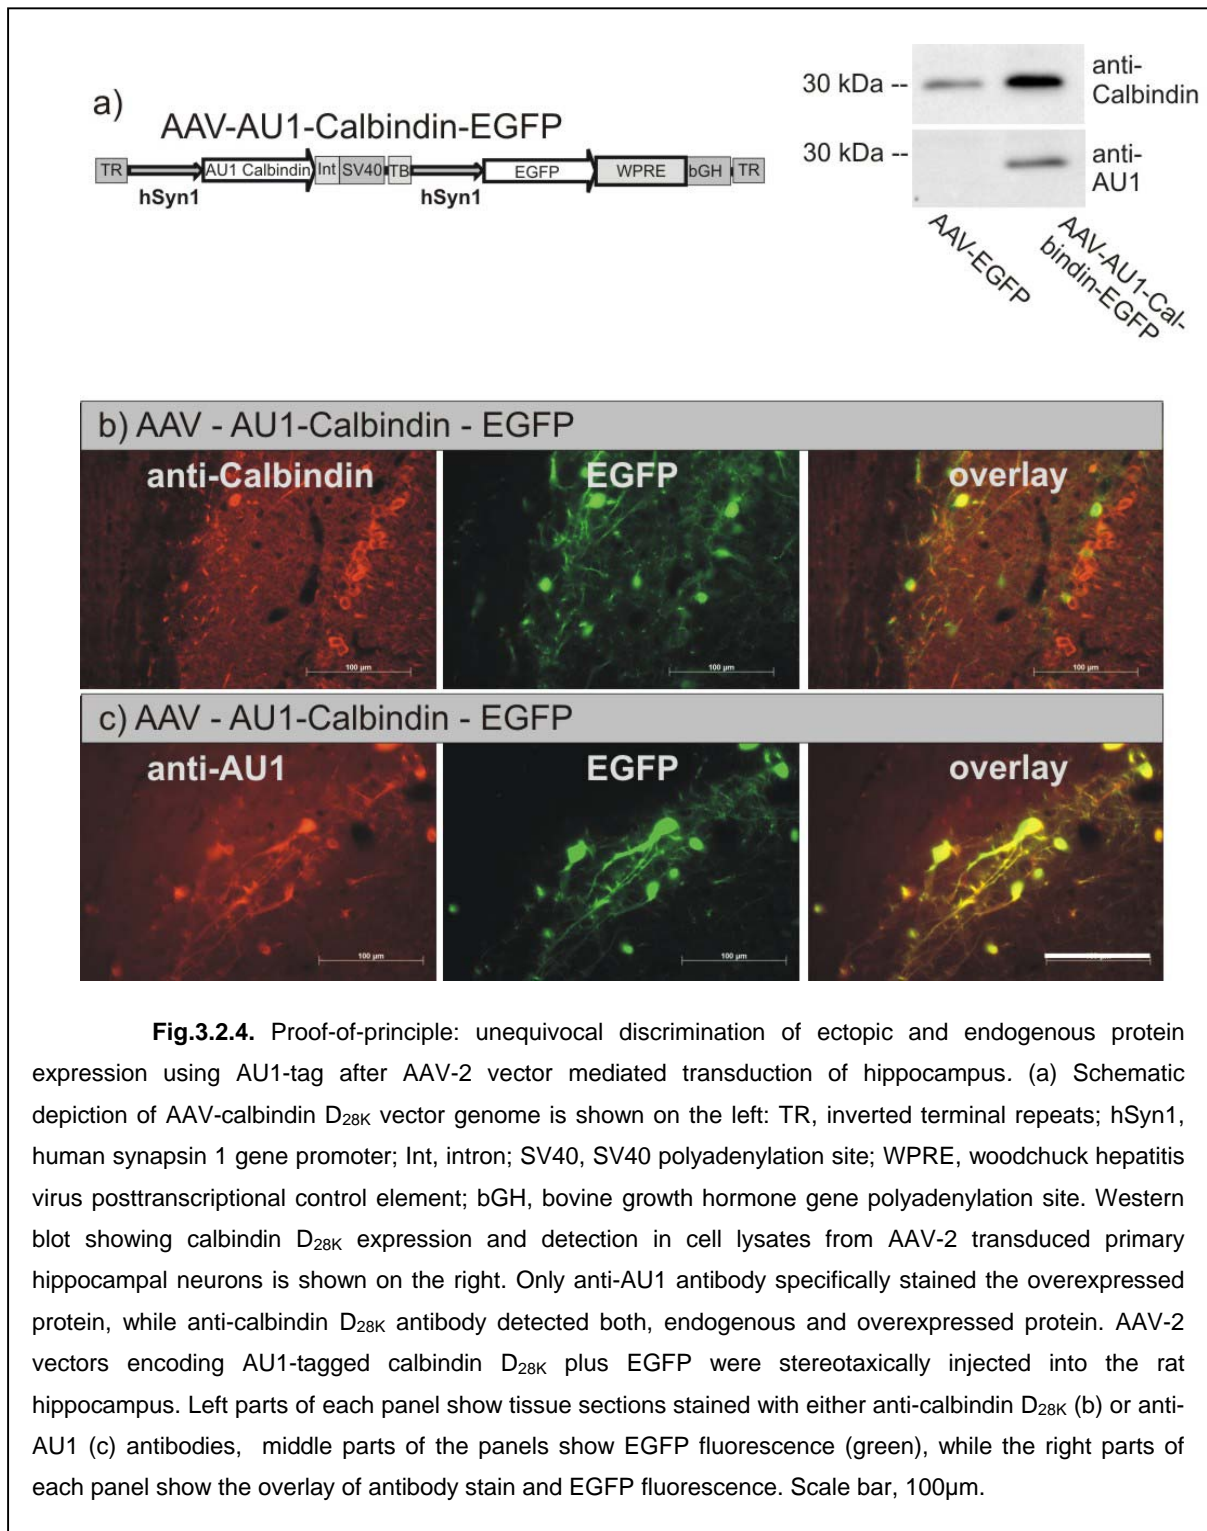 a)
AAV-AU1-Calbindin-EGFP
TR
AU1 Calbindin
Int
SV40
TB
EGFP
WPRE
bGH
TR
hSyn1
hSyn1
30 kDa --
anti-
Calbindin
30 kDa --
anti-
AU1
AAV-EGFP
AAV-AU1-Cal-
bindin-EGFP
b) AAV - AU1-Calbindin - EGFP
anti-Calbindin
EGFP
overlay
100 µm
100 µm
100 µm
c) AAV - AU1-Calbindin - EGFP
anti-AU1
EGFP
overlay
100 µm
100 µm
Fig.3.2.4. Proof-of-principle: unequivocal discrimination of ectopic and endogenous protein
expression using AU1-tag after AAV-2 vector mediated transduction of hippocampus. (a) Schematic
depiction of AAV-calbindin D28K vector genome is shown on the left: TR, inverted terminal repeats; hSyn1,
human synapsin 1 gene promoter; Int, intron; SV40, SV40 polyadenylation site; WPRE, woodchuck hepatitis
virus posttranscriptional control element; bGH, bovine growth hormone gene polyadenylation site. Western
blot showing calbindin D28K expression and detection in cell lysates from AAV-2 transduced primary
hippocampal neurons is shown on the right. Only anti-AU1 antibody specifically stained the overexpressed
protein, while anti-calbindin D28K antibody detected both, endogenous and overexpressed protein. AAV-2
vectors encoding AU1-tagged calbindin D28K plus EGFP were stereotaxically injected into the rat
hippocampus. Left parts of each panel show tissue sections stained with either anti-calbindin D28K (b) or anti-
AU1 (c) antibodies, middle parts of the panels show EGFP fluorescence (green), while the right parts of
each panel show the overlay of antibody stain and EGFP fluorescence. Scale bar, 100µm.